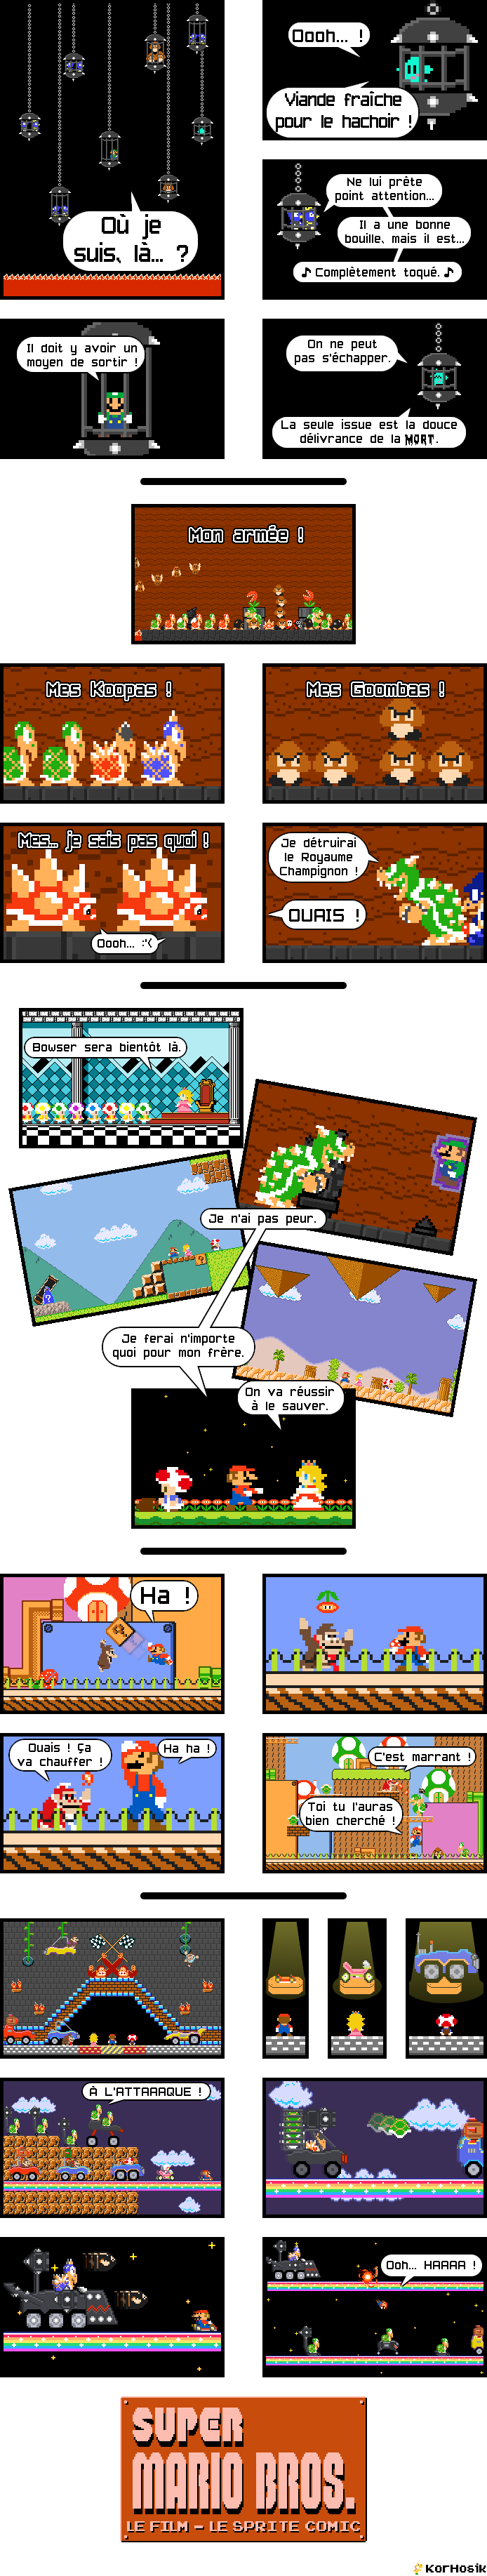 Où je
suis, là... ?
Oooh... !
Viande fraîche
pour le hachoir !
Ne lui prête
point attention...
Il a une bonne
bouille, mais il est...
♪ Complètement toqué. ♪
Il doit y avoir un
moyen de sortir !
On ne peut
pas s'échapper.
La seule issue est la douce
délivrance de la MORT.
Mon armée !
Mes Koopas !
Mes Goombas !
Mes... je sais pas quoi !
Oooh... :'(
Je détruirai
le Royaume
Champignon !
OUAIS !
Bowser sera bientôt là.
Je n'ai pas peur.
Je ferai n'importe
quoi pour mon frère.
On va réussir
à le sauver.
Ha !
Ouais ! Ça
va chauffer !
Ha ha !
C'est marrant !
Toi tu l'auras
bien cherché !
À L'ATTARAAQUE !
Ooh... HAAAA !
SUPER
MARIO BROS.
LE FILM - LE SPRITE COMIC
KorHosik